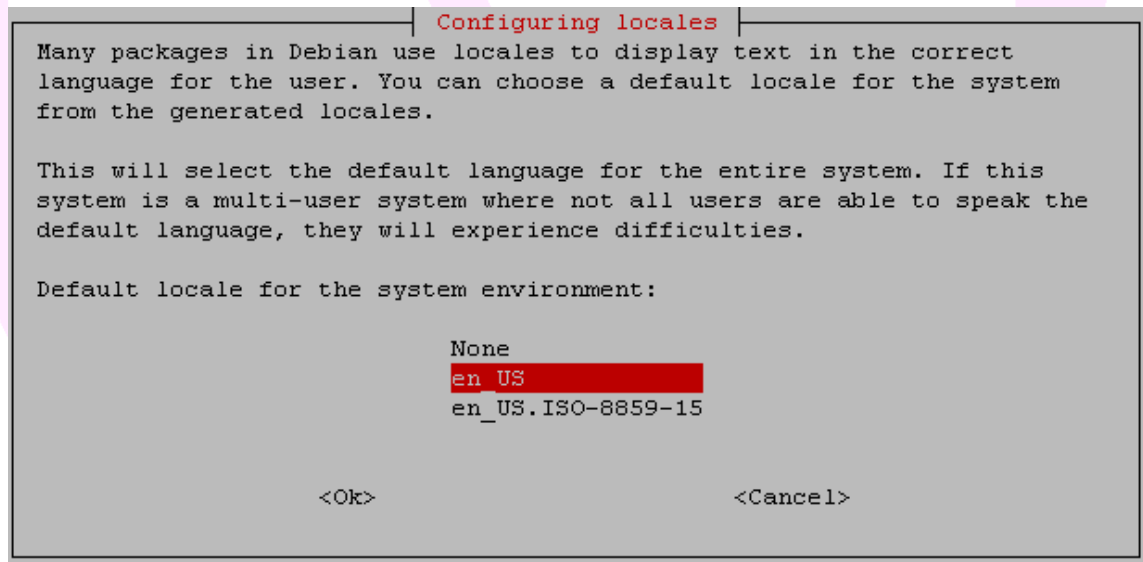 Configuring locales
Many packages in Debian use locales to display text in the correct
language for the user. You can choose a default locale for the system
from the generated locales.
This will select the default language for the entire system. If this
system is a multi-user system where not all users are able to speak the
default language, they will experience difficulties.
Default locale for the system environment:
None
en_US
en_US.ISO-8859-15
<Ok> <Cancel>